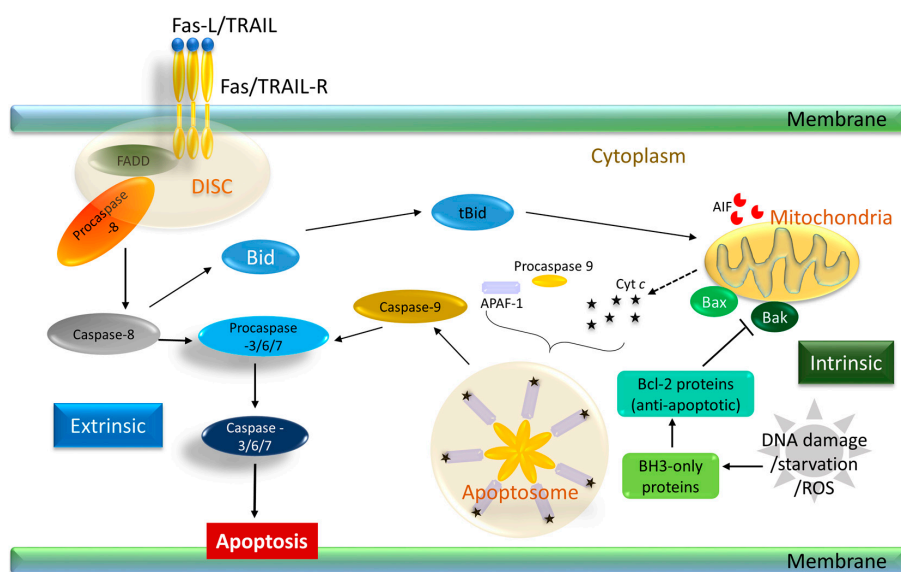 Fas-L/TRAIL
Fas/TRAIL-R
Membrane
FADD
DISC
Cytoplasm
Procaspase
-8
Bid
tBid
AIF
Mitochondria
Procaspase 9
APAF-1
Cyt c
Bax
Bak
Caspase-8
Procaspase
-3/6/7
Caspase-9
Intrinsic
Bcl-2 proteins
(anti-apoptotic)
Extrinsic
Caspase -
3/6/7
DNA damage
/starvation
/ROS
BH3-only
proteins
Apoptosome
Apoptosis
Membrane